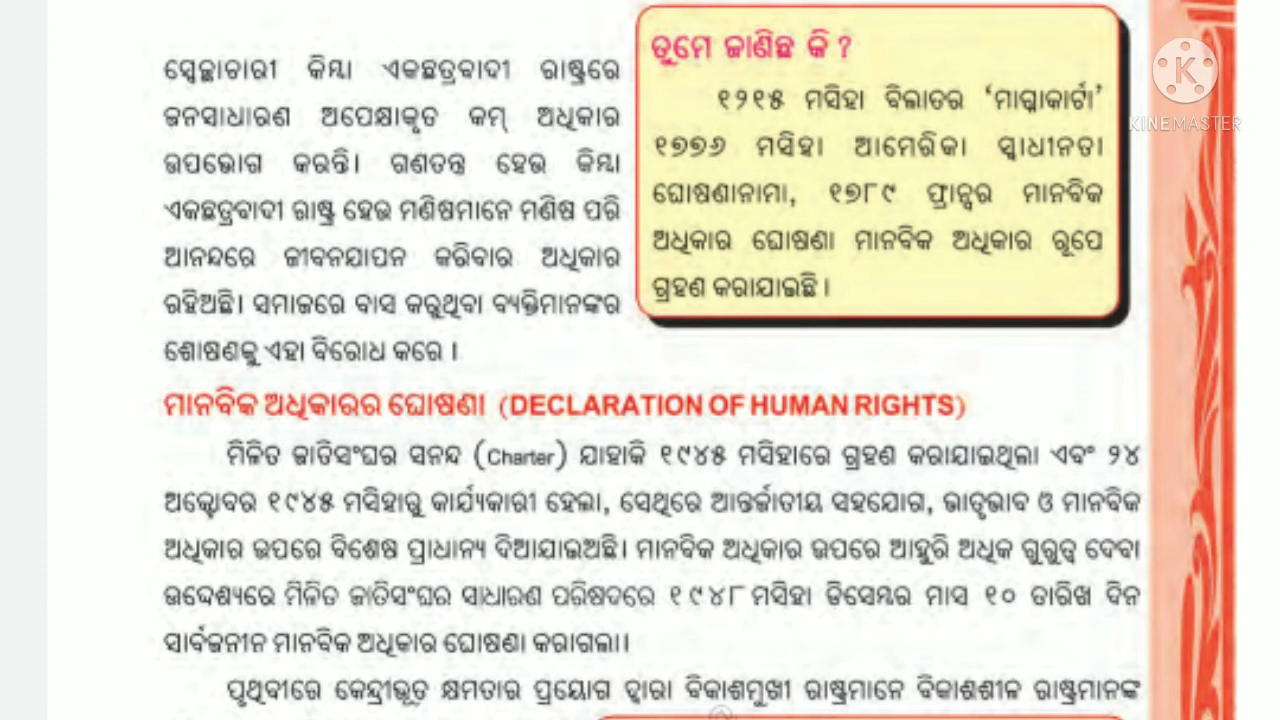 ସ୍ୱେଚ୍ଛାଚାରୀ କିମ୍ବା ଏକଛତ୍ରବାଦୀ ରାଷ୍ଟ୍ରରେ
ଜନସାଧାରଣ ଅପେକ୍ଷାକୃତ କମ୍ ଅଧିକାର
ଉପଭୋଗ କରନ୍ତି। ଗଣତନ୍ତ୍ର ହେଉ କିମ୍ବା
ଏକଛତ୍ରବାଦୀ ରାଷ୍ଟ୍ର ହେଉ ମଣିଷମାନେ ମଣିଷ ପରି
ଆନନ୍ଦରେ ଜୀବନଯାପନ କରିବାର ଅଧିକାର
ରହିଅଛି। ସମାଜରେ ବାସ କରୁଥିବା ବ୍ୟକ୍ତିମାନଙ୍କର
ଶୋଷଣକୁ ଏହା ବିରୋଧ କରେ ।
ତୁମେ ଜାଣିଛ କି ?
୧୨୧୫ ମସିହା ବିଲାତର ‘ମାଗ୍ନାକାର୍ଟା’
୧୭୭୬ ମସିହା ଆମେରିକା ସ୍ୱାଧୀନତା
ଘୋଷଣାନାମା, ୧୭୮୯ ଫ୍ରାନ୍ସର ମାନବିକ
ଅଧିକାର ଘୋଷଣା ମାନବିକ ଅଧିକାର ରୂପେ
ଗ୍ରହଣ କରାଯାଇଛି ।
KINEMASTER
ମାନବିକ ଅଧିକାରର ଘୋଷଣା (DECLARATION OF HUMAN RIGHTS)
ମିଳିତ ଜାତିସଂଘର ସନନ୍ଦ (Charter) ଯାହାକି ୧୯୪୫ ମସିହାରେ ଗ୍ରହଣ କରାଯାଇଥିଲା ଏବଂ ୨୪
ଅକ୍ଟୋବର ୧୯୪୫ ମସିହାରୁ କାର୍ଯ୍ୟକାରୀ ହେଲା, ସେଥିରେ ଆନ୍ତର୍ଜାତୀୟ ସହଯୋଗ, ଭାତୃଭାବ ଓ ମାନବିକ
ଅଧିକାର ଉପରେ ବିଶେଷ ପ୍ରାଧାନ୍ୟ ଦିଆଯାଇଅଛି। ମାନବିକ ଅଧିକାର ଉପରେ ଆହୁରି ଅଧିକ ଗୁରୁତ୍ୱ ଦେବା
ଉଦ୍ଦେଶ୍ୟରେ ମିଳିତ ଜାତିସଂଘର ସାଧାରଣ ପରିଷଦରେ ୧୯୪୮ ମସିହା ଡିସେମ୍ବର ମାସ ୧୦ ତାରିଖ ଦିନ
ସାର୍ବଜନୀନ ମାନବିକ ଅଧିକାର ଘୋଷଣା କରାଗଲା।
ପୃଥିବୀରେ କେନ୍ଦ୍ରୀଭୂତ କ୍ଷମତାର ପ୍ରୟୋଗ ଦ୍ୱାରା ବିକାଶମୁଖୀ ରାଷ୍ଟ୍ରମାନେ ବିକାଶଶୀଳ ରାଷ୍ଟ୍ରମାନଙ୍କ